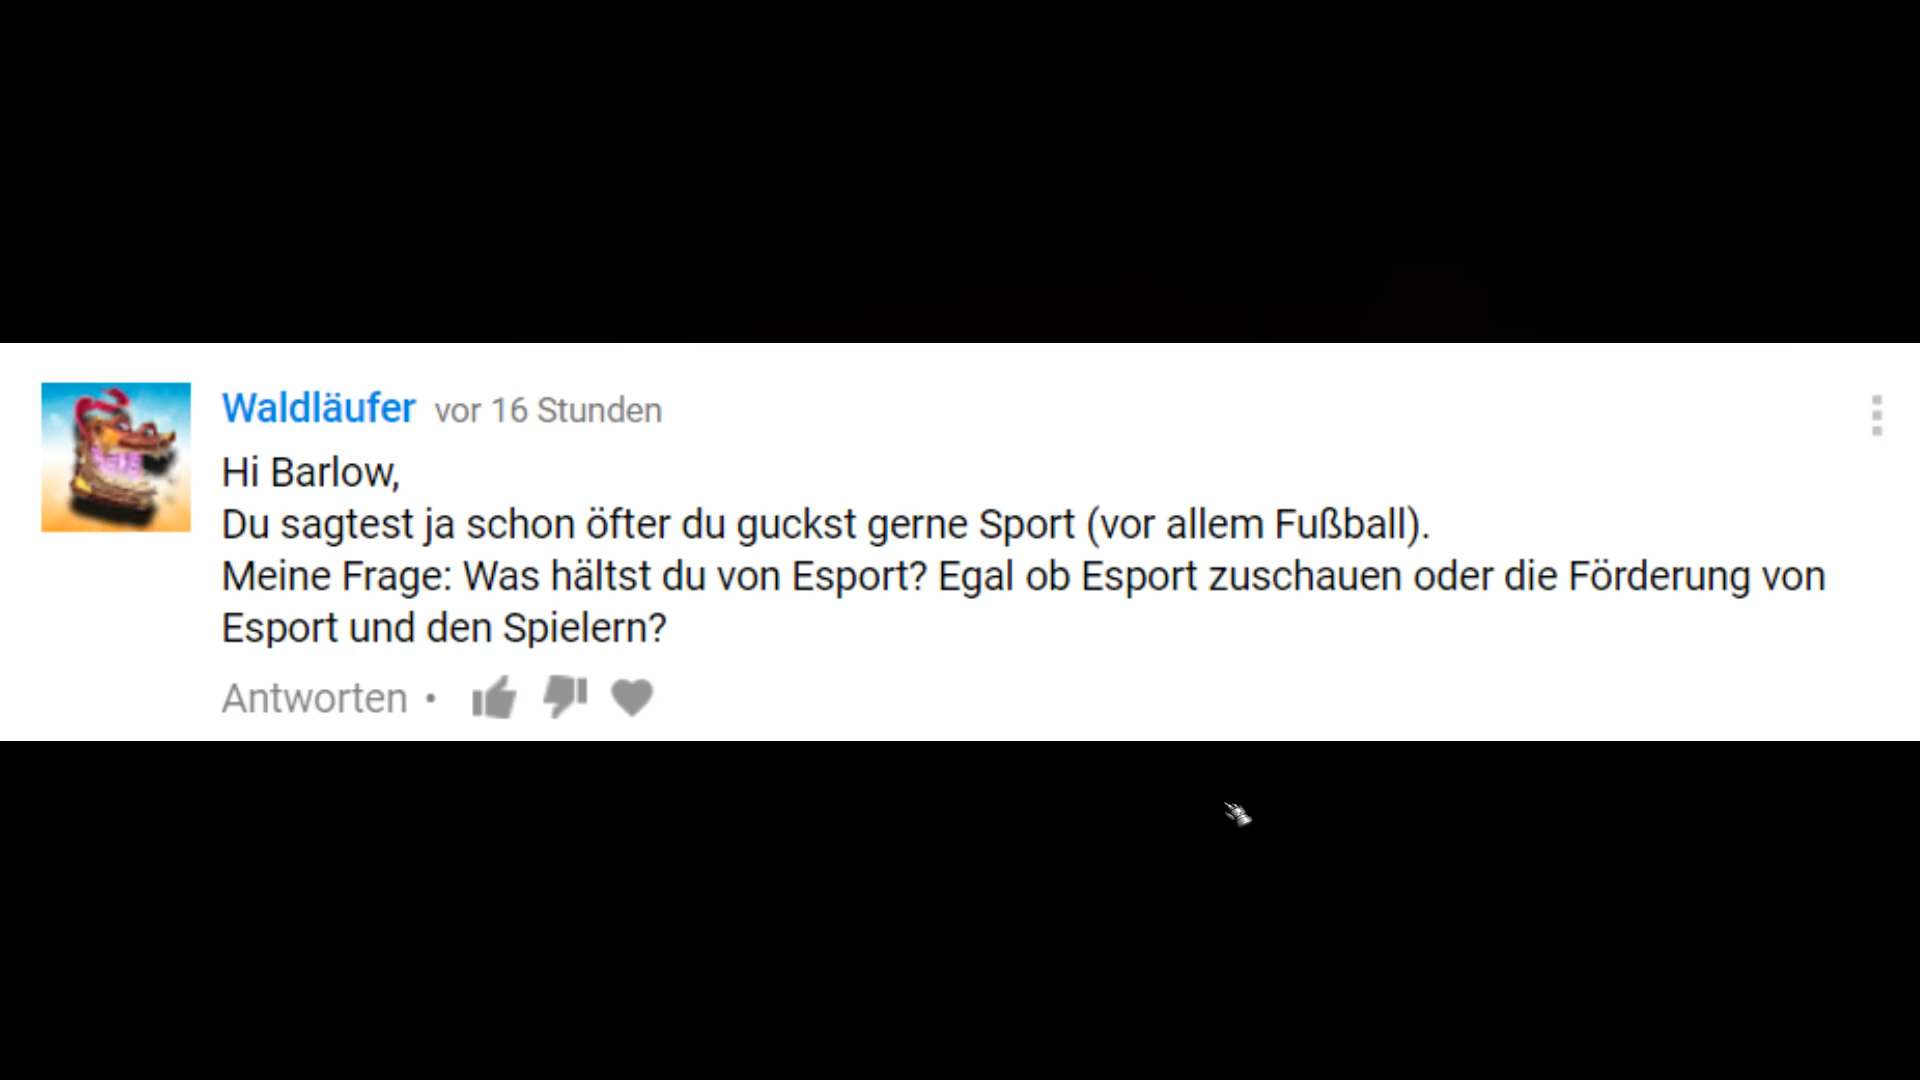 Waldläufer vor 16 Stunden
Hi Barlow,
Du sagtest ja schon öfter du guckst gerne Sport (vor allem Fußball).
Meine Frage: Was hältst du von Esport? Egal ob Esport zuschauen oder die Förderung von
Esport und den Spielern?
Antworten •